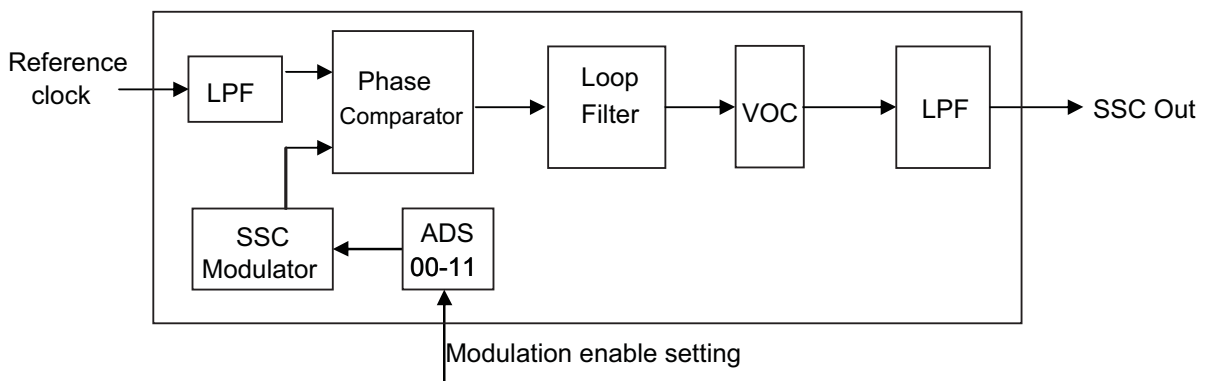 Reference
clock
LPF
Phase
Comparator
Loop
Filter
VOC
LPF
SSC Out
SSC
Modulator
ADS
00-11
Modulation enable setting